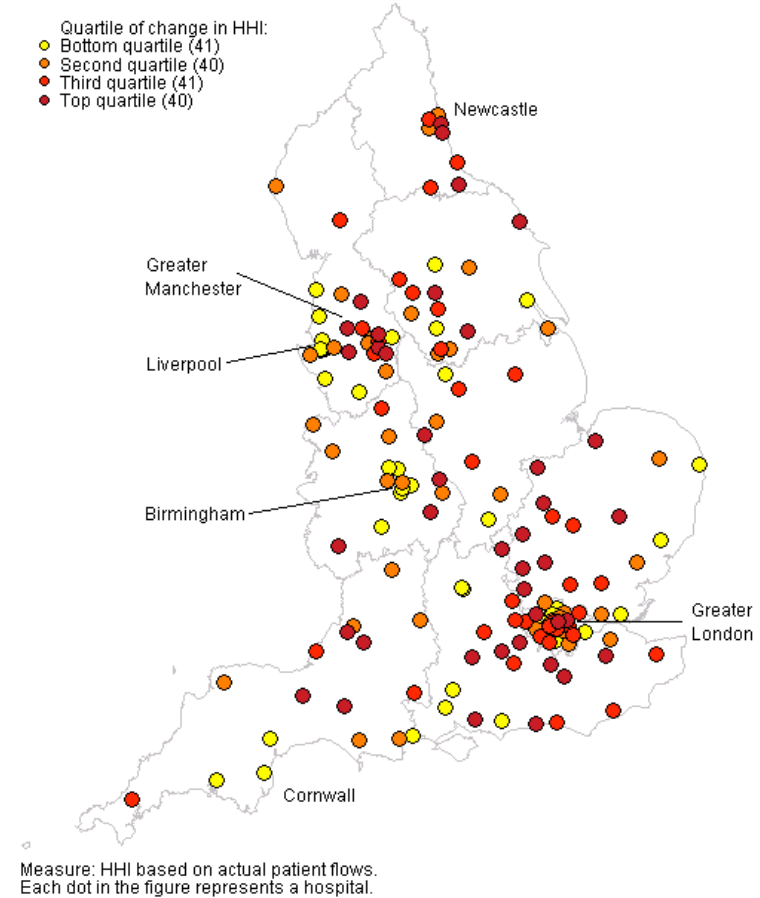 Quartile of change in HHI:
Bottom quartile (41)
Second quartile (40)
Third quartile (41)
Top quartile (40)
Newcastle
Greater
Manchester
Liverpool
Birmingham
Greater
London
Cornwall
Measure: HHI based on actual patient flows.
Each dot in the figure represents a hospital.